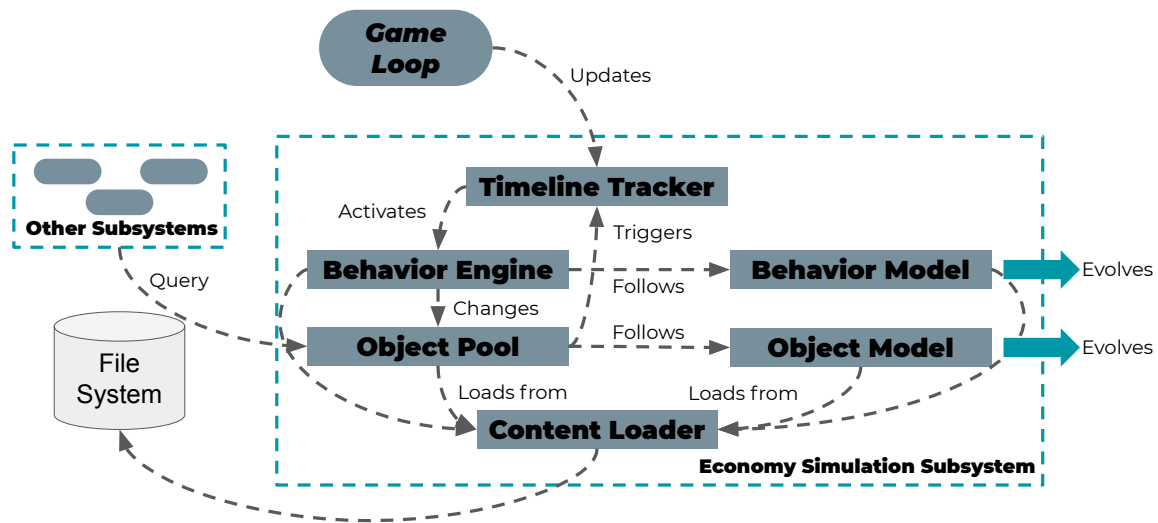 Game
Loop
Updates
Timeline Tracker
Other Subsystems
Activates
Triggers
Query
Behavior Engine
Follows
Behavior Model
Evolves
Changes
Object Pool
Follows
Object Model
Evolves
File
System
Loads from
Loads from
Content Loader
Economy Simulation Subsystem